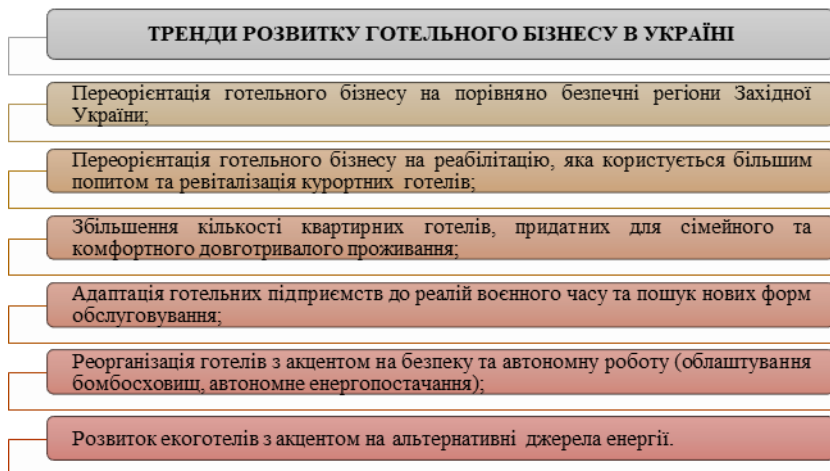 ТРЕНДИ РОЗВИТКУ ГОТЕЛЬНОГО БІЗНЕСУ В УКРАЇНІ
Переорієнтація готельного бізнесу на порівняно безпечні регіони Західної
України;
Переорієнтація готельного бізнесу на реабілітацію, яка користується більшим
попитом та ревіталізація курортних готелів;
Збільшення кількості квартирних готелів, придатних для сімейного та
комфортного довготривалого проживання;
Адаптація готельних підприємств до реалій воєнного часу та пошук нових форм
обслуговування;
Реорганізація готелів з акцентом на безпеку та автономну роботу (облаштування
бомбосховищ, автономне енергопостачання);
Розвиток екоготелів з акцентом на альтернативні джерела енергії.